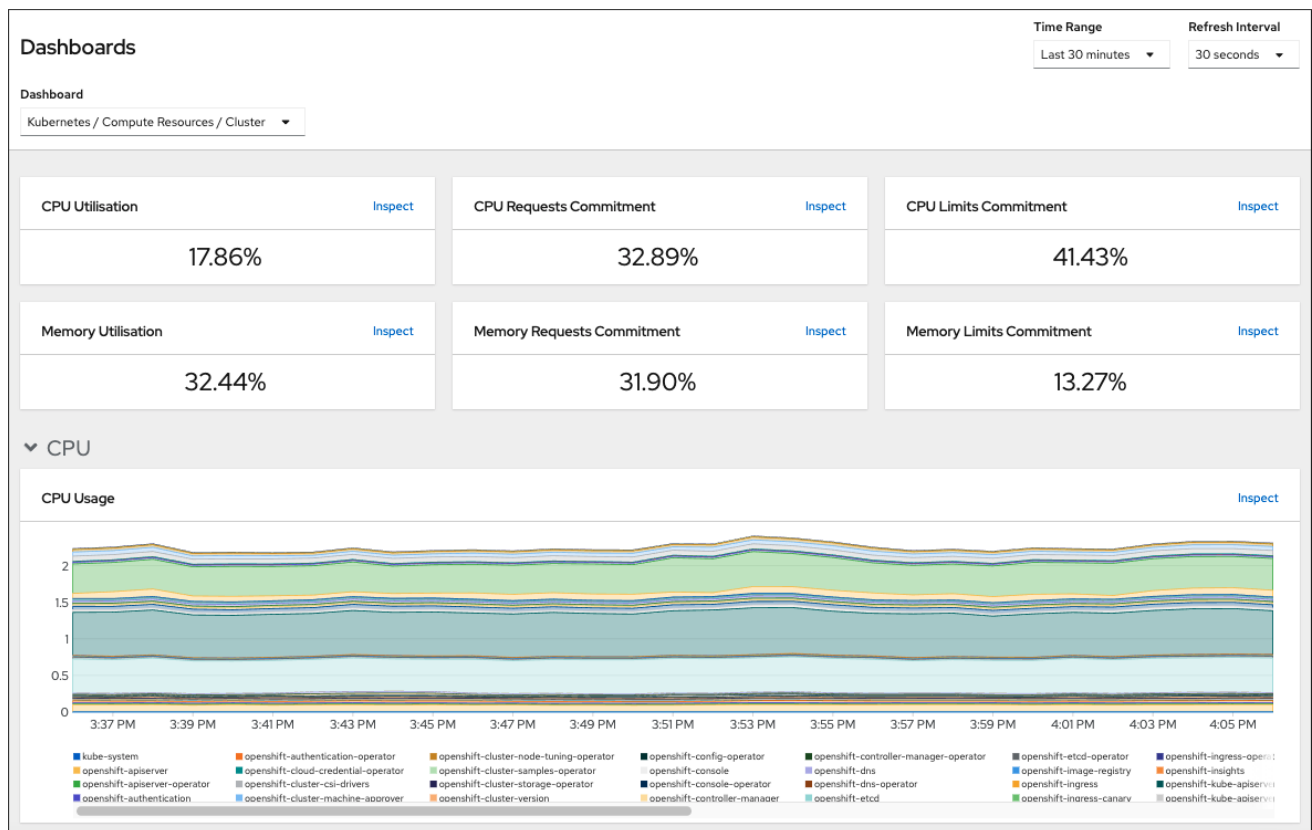 Time Range Refresh Interval
Dashboards
Last 30 minutes 30 seconds
Dashboard
Kubernetes / Compute Resources / Cluster
CPU Utilisation Inspect CPU Requests Commitment Inspect CPU Limits Commitment Inspect
17.86% 32.89% 41.43%
Memory Utilisation Inspect Memory Requests Commitment Inspect Memory Limits Commitment Inspect
32.44% 31.90% 13.27%
CPU
CPU Usage Inspect
2
1.5
1
0.5
0
3:37 PM 3:39 PM 3:41 PM 3:43 PM 3:45 PM 3:47 PM 3:49 PM 3:51 PM 3:53 PM 3:55 PM 3:57 PM 3:59 PM 4:01 PM 4:03 PM 4:05 PM
kube-system openshift-authentication-operator openshift-cluster-node-tuning-operator openshift-config-operator openshift-controller-manager-operator openshift-etcd-operator
openshift-apiserver openshift-cloud-credential-operator openshift-cluster-samples-operator openshift-console openshift-dns openshift-image-registry openshift-insights
openshift-apiserver-operator openshift-cluster-csi-drivers openshift-cluster-storage-operator openshift-console-operator openshift-dns-operator openshift-ingress
openshift-authentication openshift-cluster-machine-approver openshift-cluster-version openshift-controller-manager openshift-etcd openshift-ingress-canary